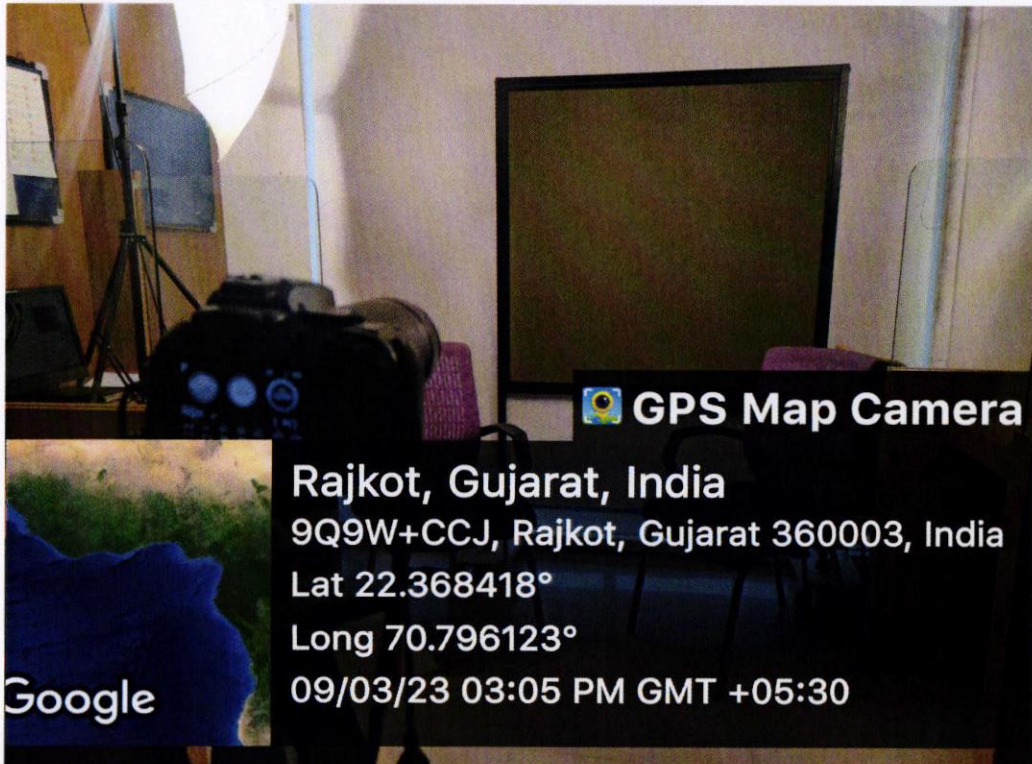 GPS Map Camera
Rajkot, Gujarat, India
9Q9W+CCJ, Rajkot, Gujarat 360003, India
Lat 22.368418°
Long 70.796123°
09/03/23 03:05 PM GMT +05:30
Google